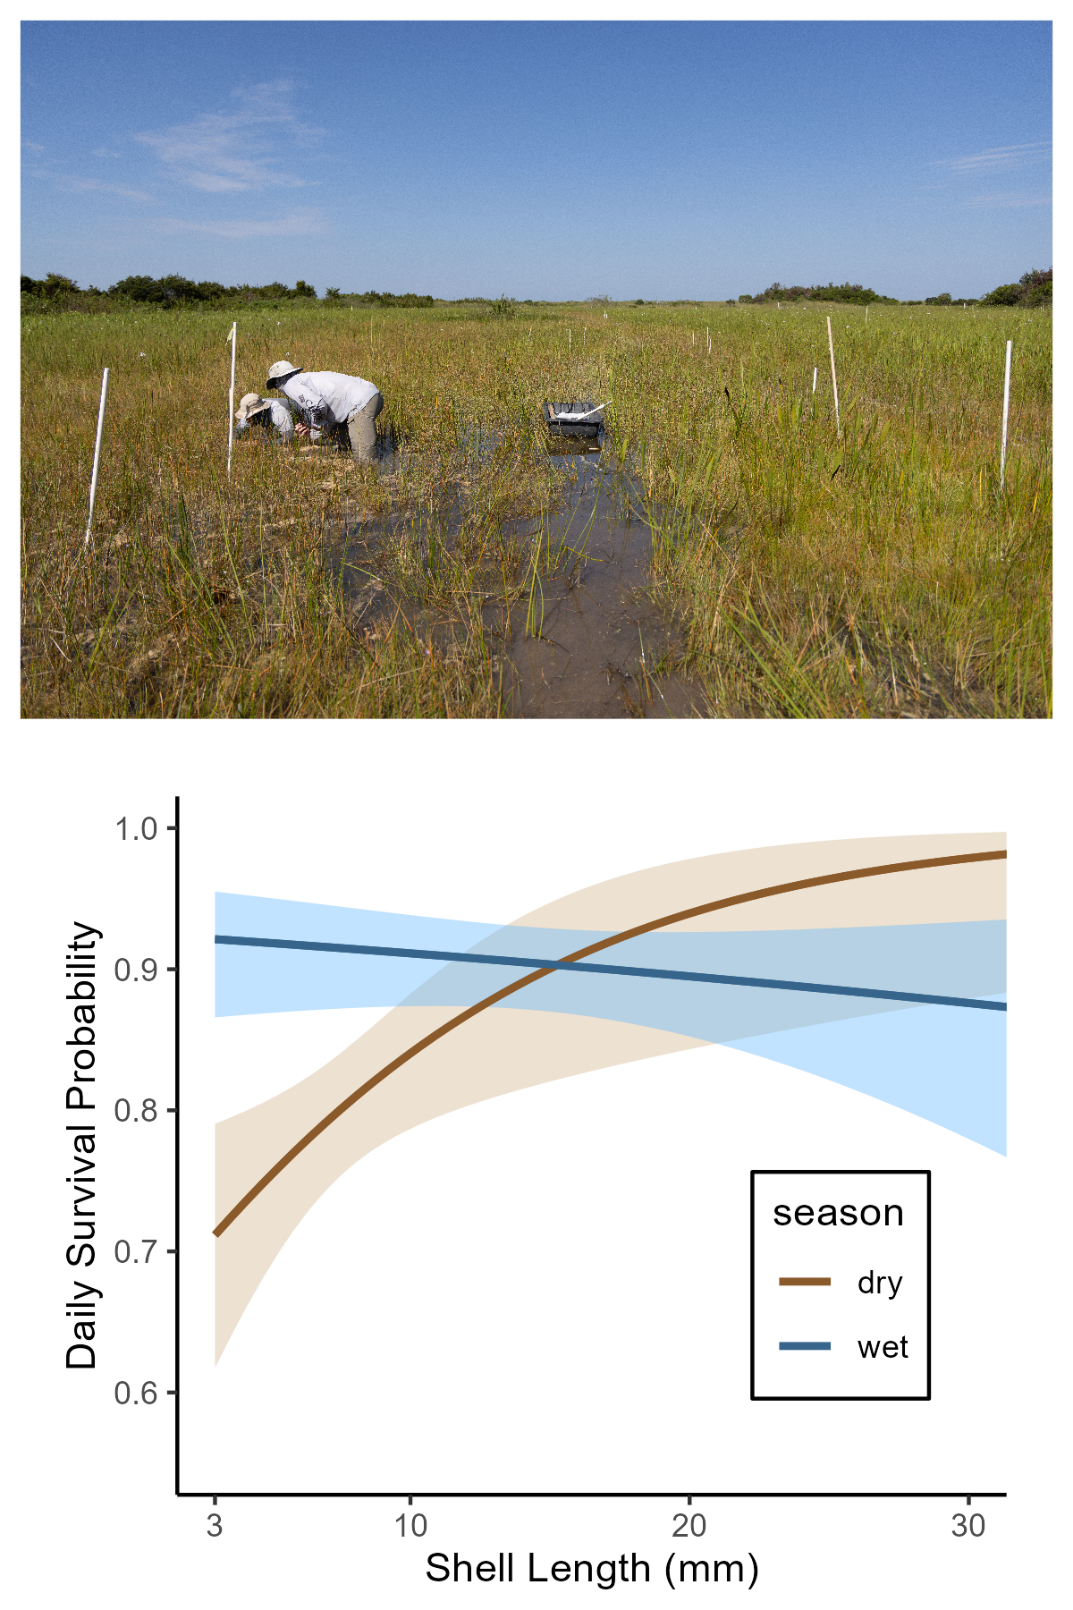 1.0
0.9
0.8
0.7
0.6
Daily Survival Probability
season
dry
wet
3 10 20 30
Shell Length (mm)